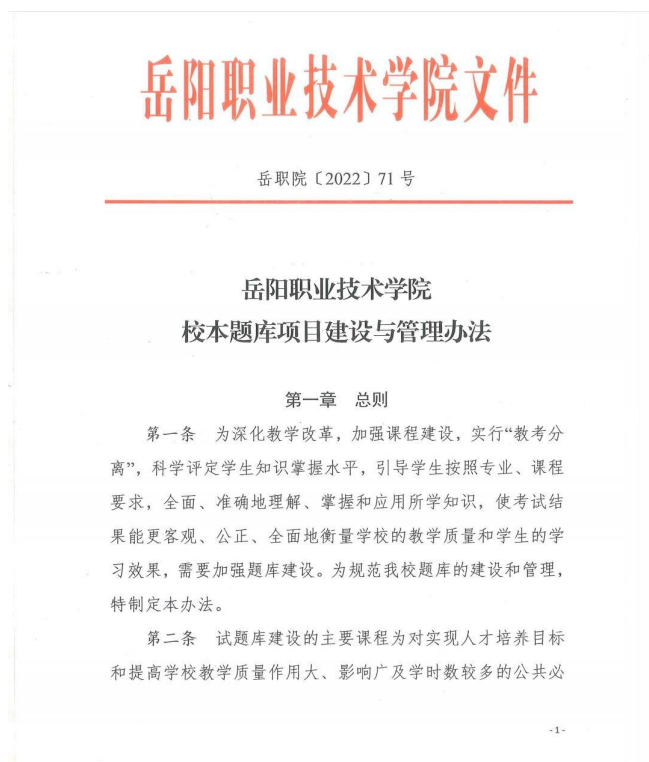 岳阳职业技术学院文件
岳职院〔2022〕71号
岳阳职业技术学院
校本题库项目建设与管理办法
第一章 总则
第一条 为深化教学改革，加强课程建设，实行“教考分
离”，科学评定学生知识掌握水平，引导学生按照专业、课程
要求，全面、准确地理解、掌握和应用所学知识，使考试结
果能更客观、公正、全面地衡量学校的教学质量和学生的学
习效果，需要加强题库建设。为规范我校题库的建设和管理，
特制定本办法。
第二条 试题库建设的主要课程为对实现人才培养目标
和提高学校教学质量作用大、影响广及学时数较多的公共必
-1-